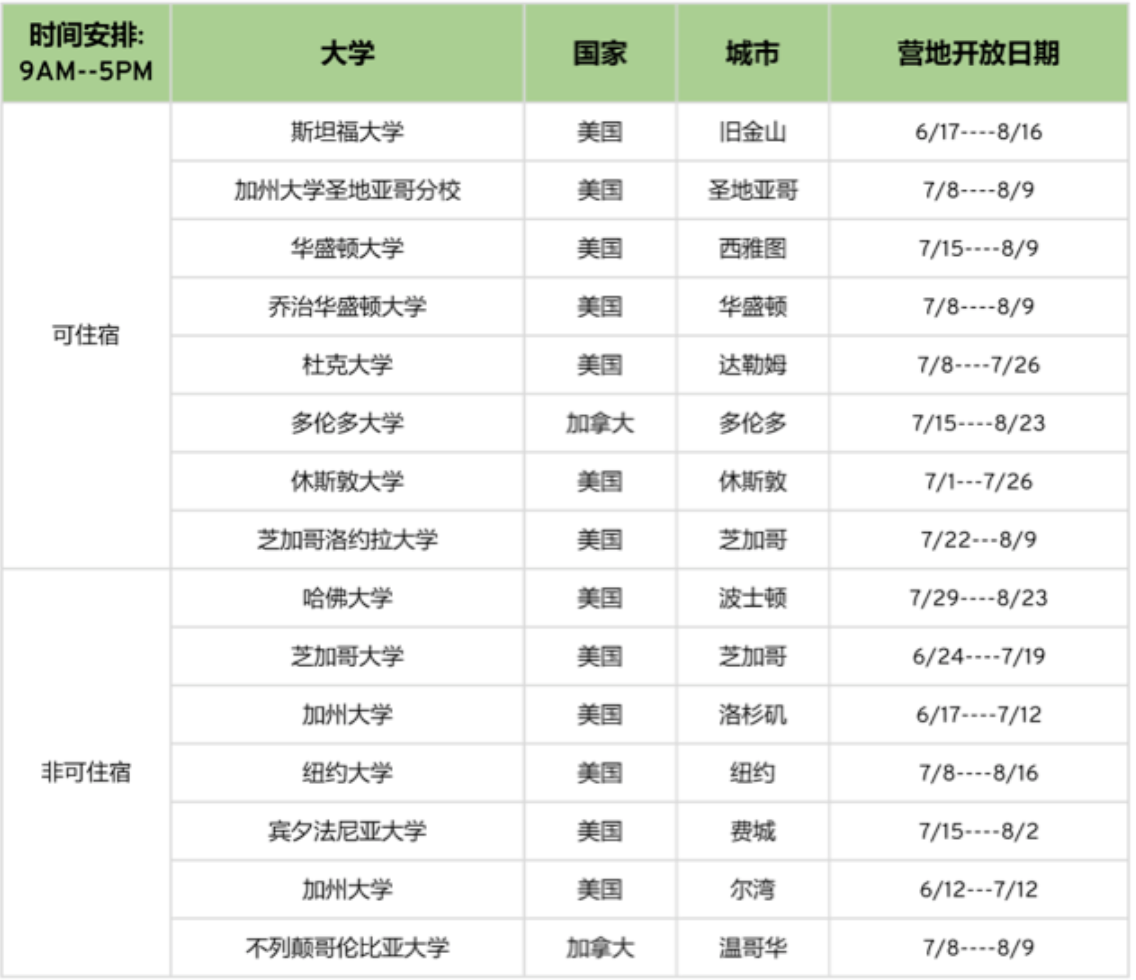 时间安排:
9AM--5PM
大学 国家 城市 营地开放日期
斯坦福大学 美国 旧金山 6/17----8/16
加州大学圣地亚哥分校 美国 圣地亚哥 7/8----8/9
华盛顿大学 美国 西雅图 7/15----8/9
乔治华盛顿大学 美国 华盛顿 7/8----8/9
可住宿
杜克大学 美国 达勒姆 7/8----7/26
多伦多大学 加拿大 多伦多 7/15----8/23
休斯敦大学 美国 休斯敦 7/1---7/26
芝加哥洛约拉大学 美国 芝加哥 7/22---8/9
哈佛大学 美国 波士顿 7/29----8/23
芝加哥大学 美国 芝加哥 6/24----7/19
加州大学 美国 洛杉矶 6/17----7/12
非可住宿 纽约大学 美国 纽约 7/8----8/16
宾夕法尼亚大学 美国 费城 7/15----8/2
加州大学 美国 尔湾 6/12---7/12
不列颠哥伦比亚大学 加拿大 温哥华 7/8----8/9